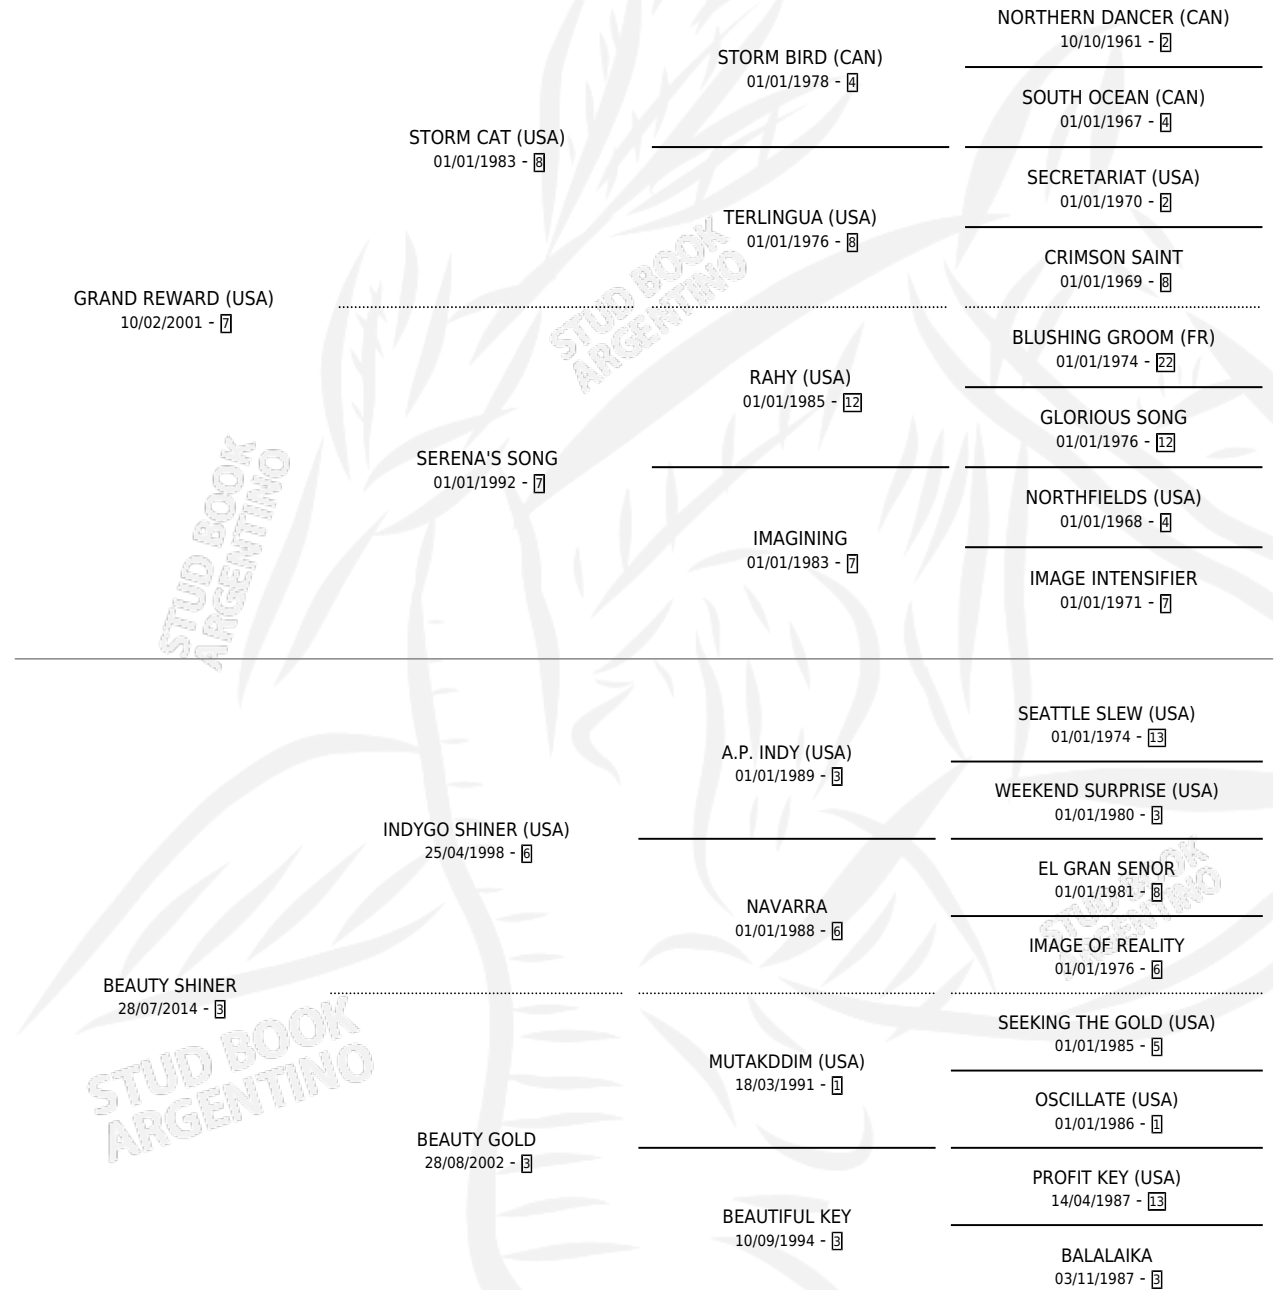 GRAND REWARD (USA)
10/02/2001 - 7
STORM CAT (USA)
01/01/1983 - 8
SERENA'S SONG
01/01/1992 - 7
STORM BIRD (CAN)
01/01/1978 - 4
TERLINGUA (USA)
01/01/1976 - 8
RAHY (USA)
01/01/1985 - 12
IMAGINING
01/01/1983 - 7
NORTHERN DANCER (CAN)
10/10/1961 - 2
SOUTH OCEAN (CAN)
01/01/1967 - 4
SECRETARIAT (USA)
01/01/1970 - 2
CRIMSON SAINT
01/01/1969 - 8
BLUSHING GROOM (FR)
01/01/1974 - 22
GLORIOUS SONG
01/01/1976 - 12
NORTHFIELDS (USA)
01/01/1968 - 4
IMAGE INTENSIFIER
01/01/1971 - 7
BEAUTY SHINER
28/07/2014 - 3
INDYGO SHINER (USA)
25/04/1998 - 6
BEAUTY GOLD
28/08/2002 - 3
A.P. INDY (USA)
01/01/1989 - 3
NAVARRA
01/01/1988 - 6
MUTAKDDIM (USA)
18/03/1991 - 1
BEAUTIFUL KEY
10/09/1994 - 3
SEATTLE SLEW (USA)
01/01/1974 - 13
WEEKEND SURPRISE (USA)
01/01/1980 - 3
EL GRAN SENOR
01/01/1981 - 8
IMAGE OF REALITY
01/01/1976 - 6
SEEKING THE GOLD (USA)
01/01/1985 - 5
OSCILLATE (USA)
01/01/1986 - 1
PROFIT KEY (USA)
14/04/1987 - 13
BALALAIKA
03/11/1987 - 3
STUD BOOK
ARGENTINO
STUD BOOK
ARGENTINO
STUD BOOK
ARGENTINO
STUD BOOK
ARGENTINO